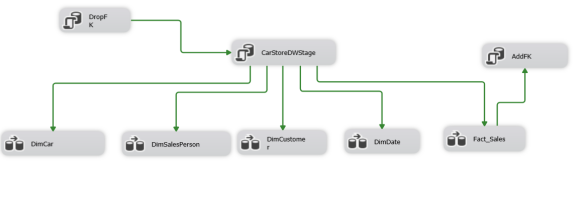 DropF
K
CarStoreDWStage
AddFK
DimCar
DimSalesPerson
DimCustome
r
DimDate
Fact_Sales